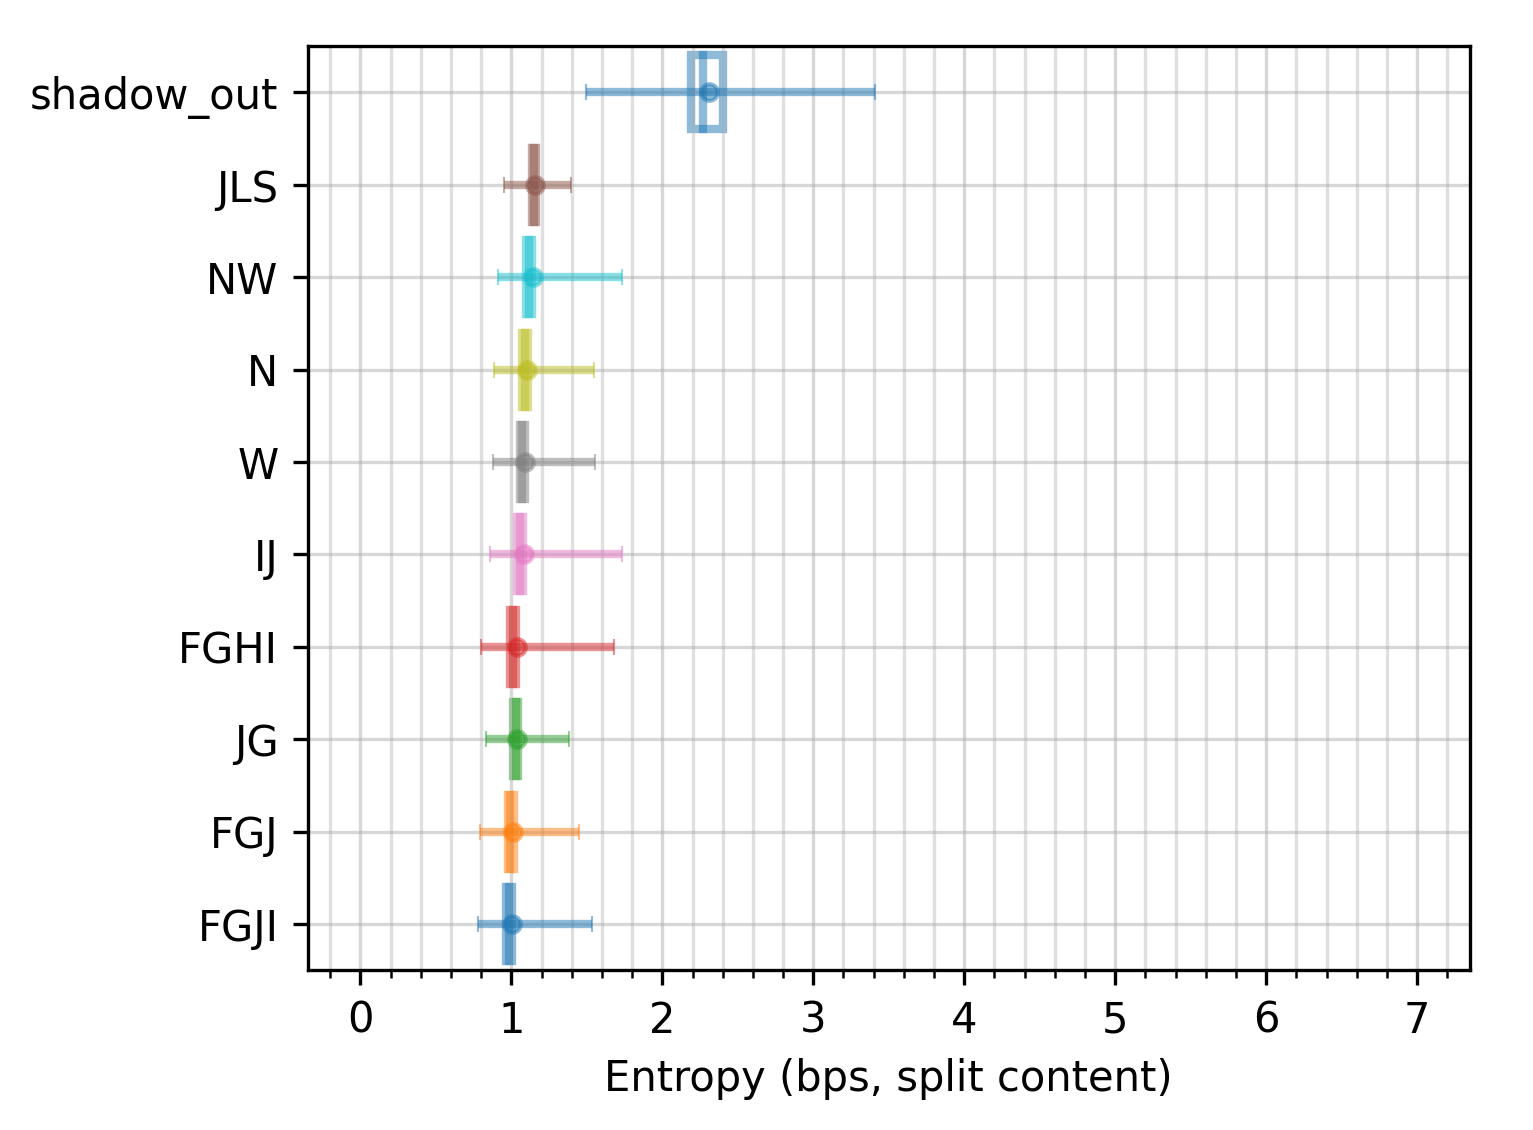 shadow_out
JLS
NW
N
W
IJ
FGHI
JG
FGJ
FGJI
0 1 2 3 4 5 6 7
Entropy (bps, split content)